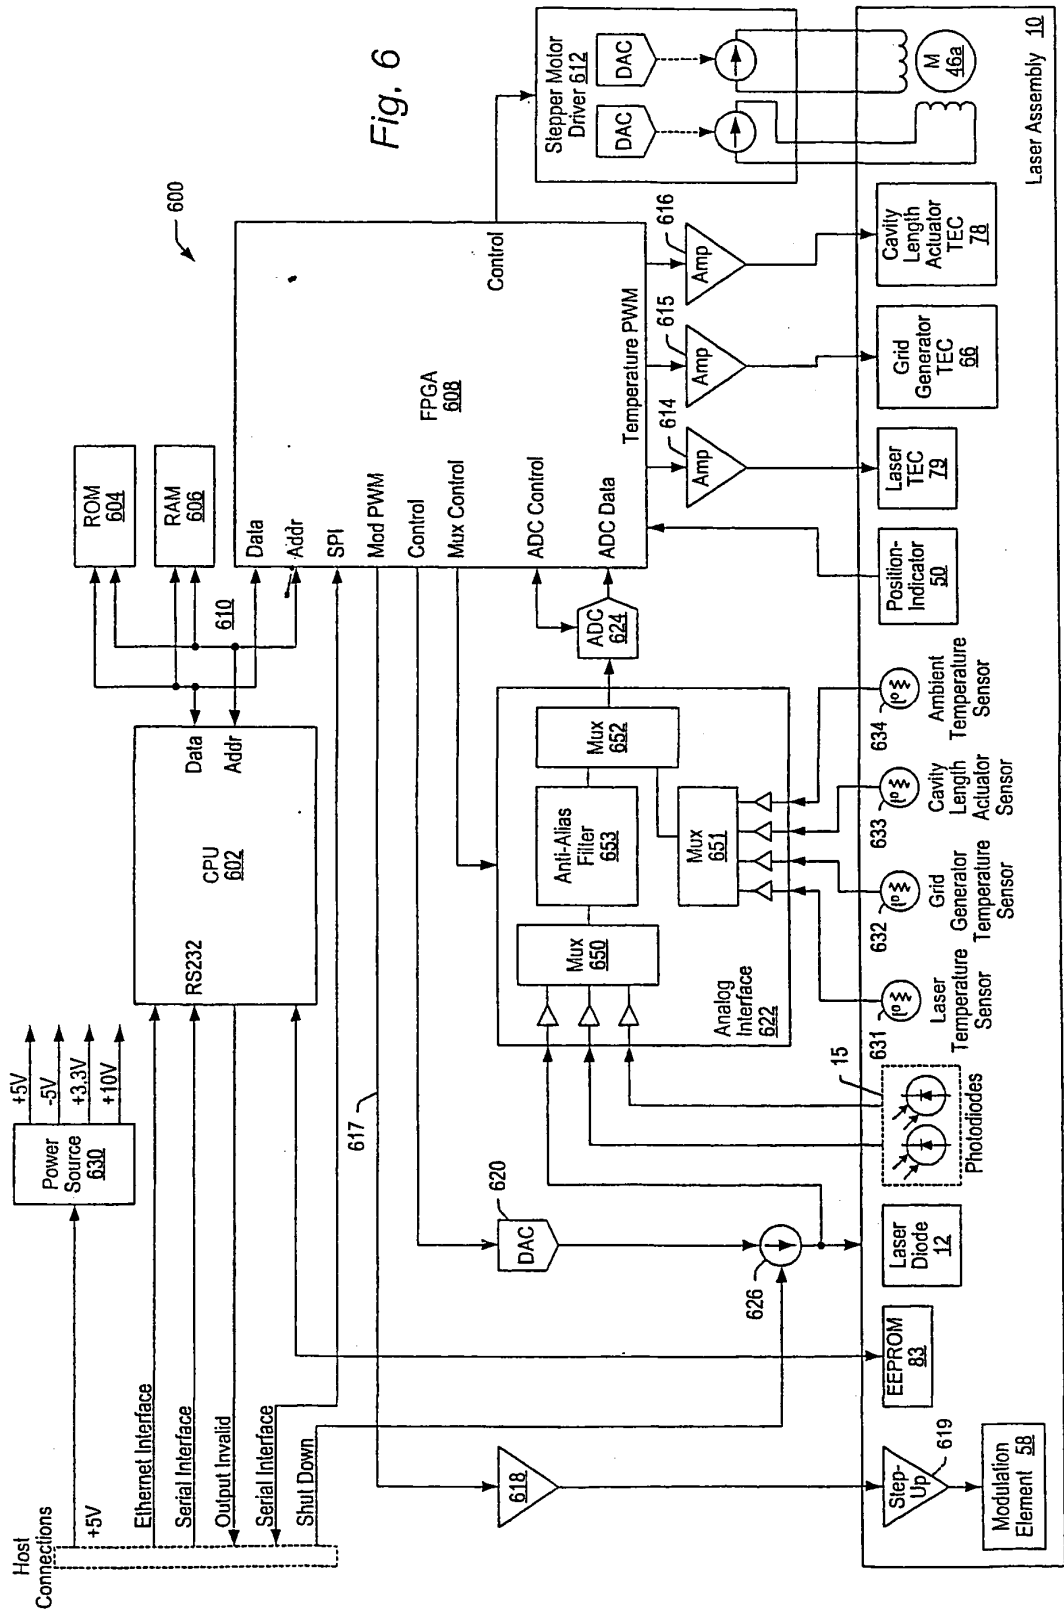 Fig. 6
600
Host
Connections
+5V
Ethernet Interface
Serial Interface
Output Invalid
Serial Interface
Shut Down
Power
Source
630
+5V
-5V
+3.3V
+10V
RS232
CPU
602
Data
Addr
ROM
604
RAM
606
610
Data
Addr
SPI
Mod PWM
Control
Mux Control
ADC Control
ADC Data
FPGA
608
Control
Temperature PWM
Stepper Motor
Driver 612
DAC
DAC
617
618
DAC
620
626
Analog
Interface
622
Mux
650
Anti-Alias
Filter
653
Mux
652
Mux
651
ADC
624
Amp
614
Amp
615
Amp
616
Step-
Up
619
Modulation
Element 58
EEPROM
83
Laser
Diode
12
15
Photodiodes
631
Laser
Temperature
Sensor
632
Grid
Generator
Temperature
Sensor
633
Cavity
Length
Actuator
Sensor
634
Ambient
Temperature
Sensor
Position-
Indicator
50
Laser
TEC
79
Grid
Generator
TEC
66
Cavity
Length
Actuator
TEC
78
M
46a
Laser Assembly 10